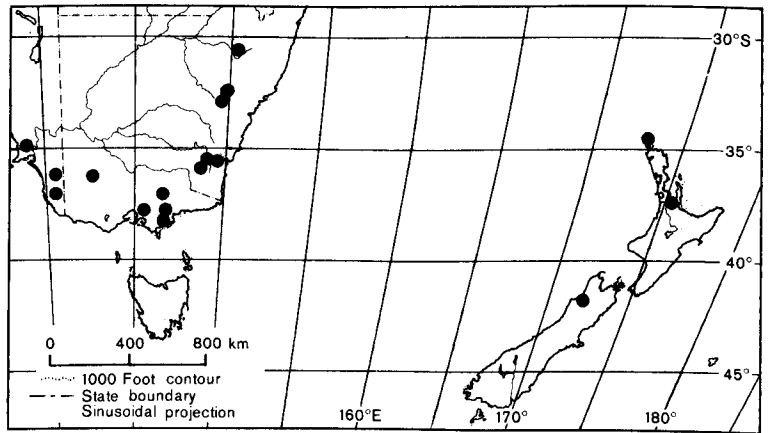 30°S
35°
40°
45°
0 400 800 km
1000 Foot contour
State boundary
Sinusoidal projection
160°E 170° 180°